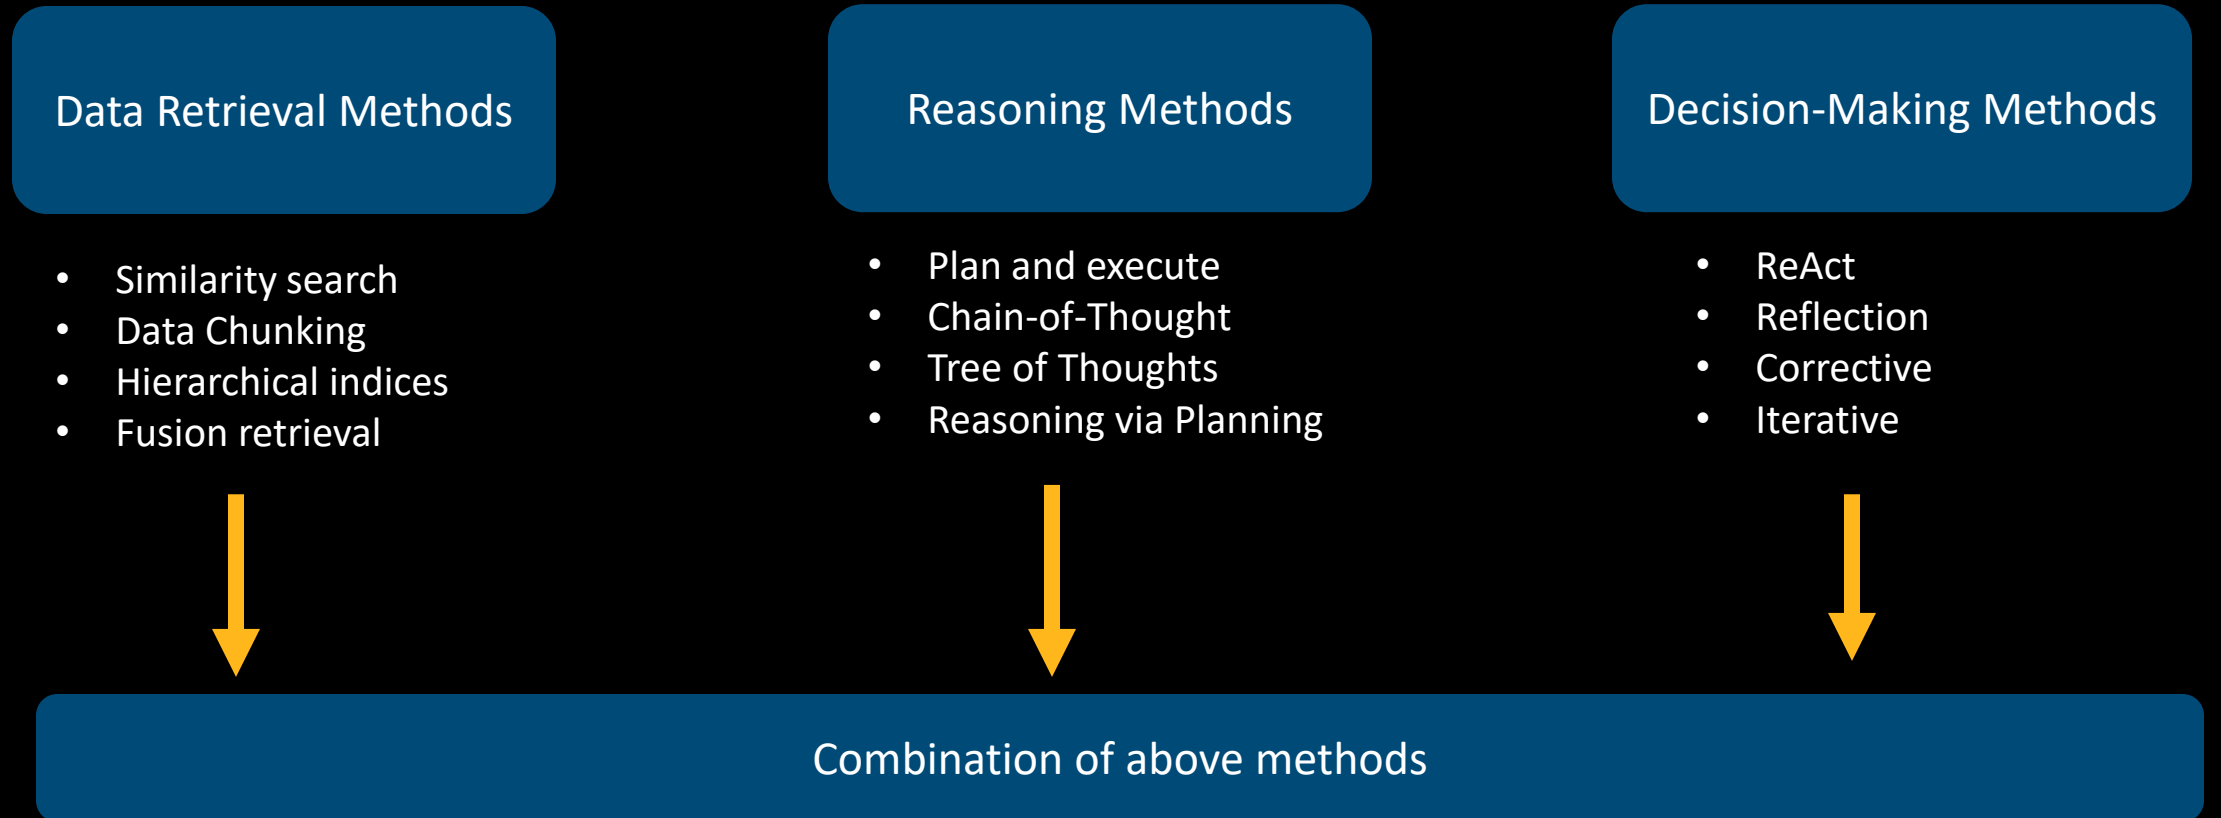 Data Retrieval Methods
• Similarity search
• Data Chunking
• Hierarchical indices
• Fusion retrieval
Reasoning Methods
• Plan and execute
• Chain-of-Thought
• Tree of Thoughts
• Reasoning via Planning
Decision-Making Methods
• ReAct
• Reflection
• Corrective
• Iterative
Combination of above methods